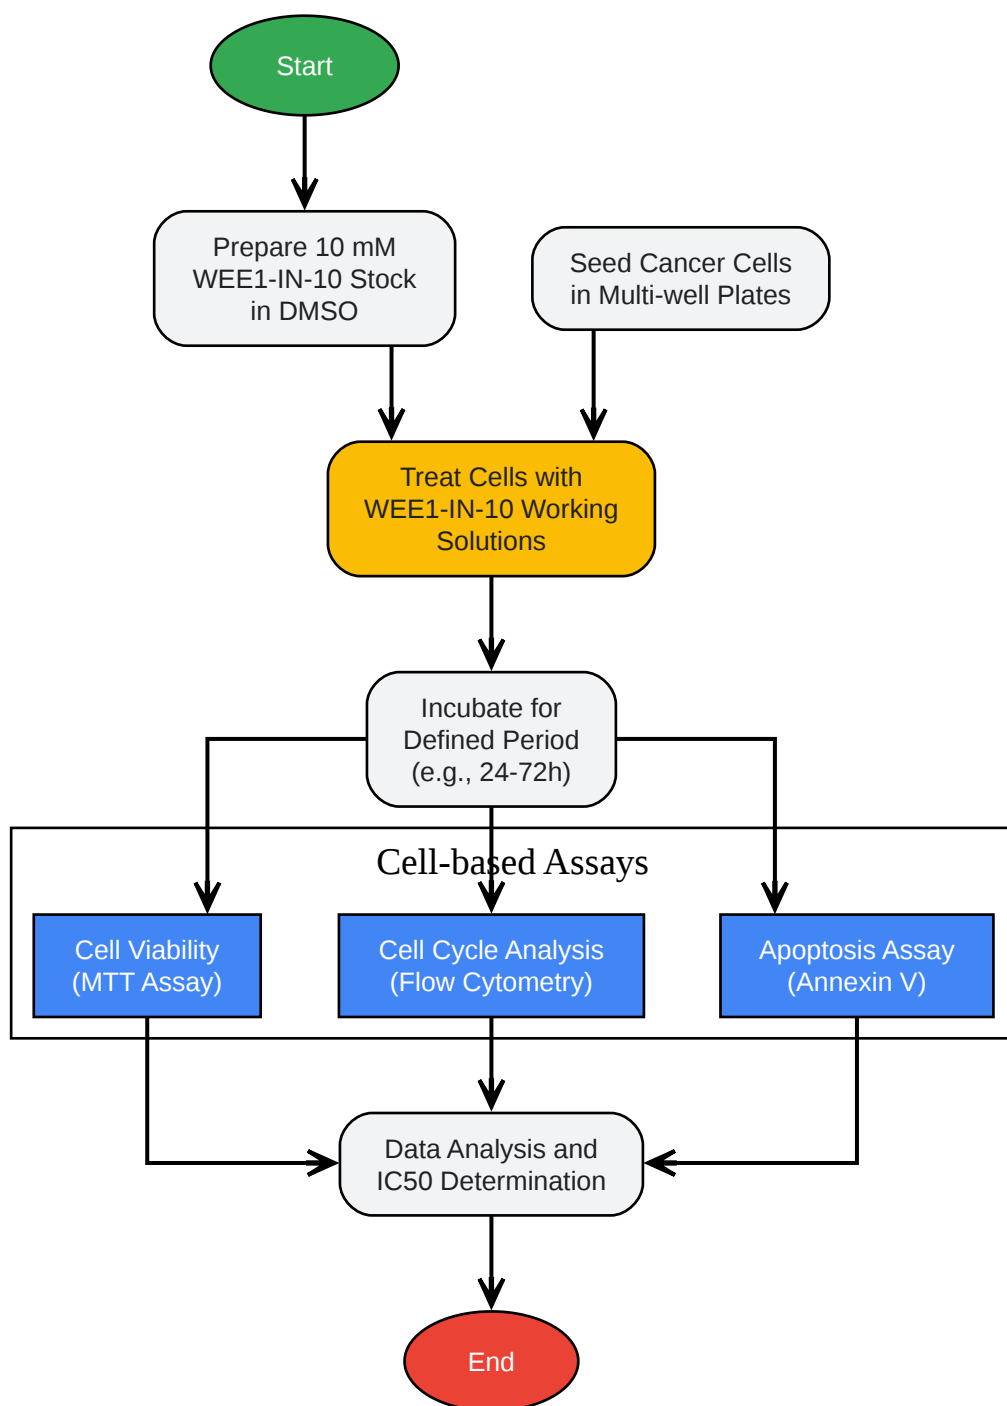 Start
Prepare 10 mM
WEE1-IN-10 Stock
in DMSO
Seed Cancer Cells
in Multi-well Plates
Treat Cells with
WEE1-IN-10 Working
Solutions
Incubate for
Defined Period
(e.g., 24-72h)
Cell-based Assays
Cell Viability
(MTT Assay)
Cell Cycle Analysis
(Flow Cytometry)
Apoptosis Assay
(Annexin V)
Data Analysis and
IC50 Determination
End